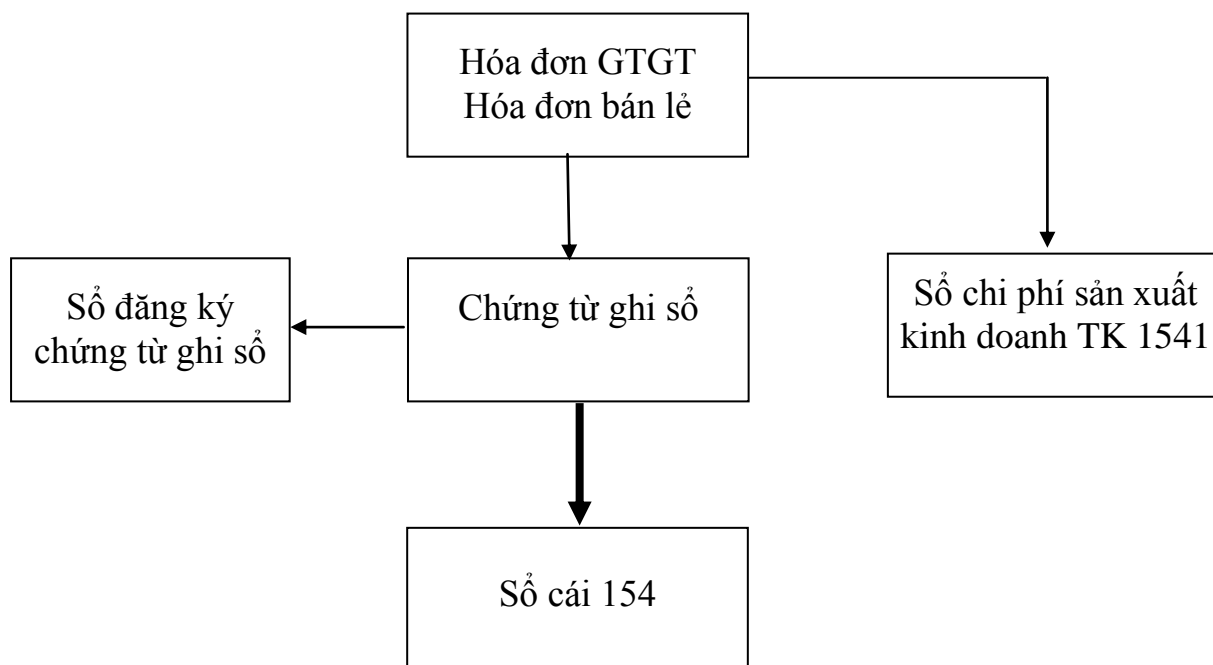 Hóa đơn GTGT
Hóa đơn bán lẻ
Sổ đăng ký
chứng từ ghi sổ
Chứng từ ghi sổ
Sổ chi phí sản xuất
kinh doanh TK 1541
Sổ cái 154